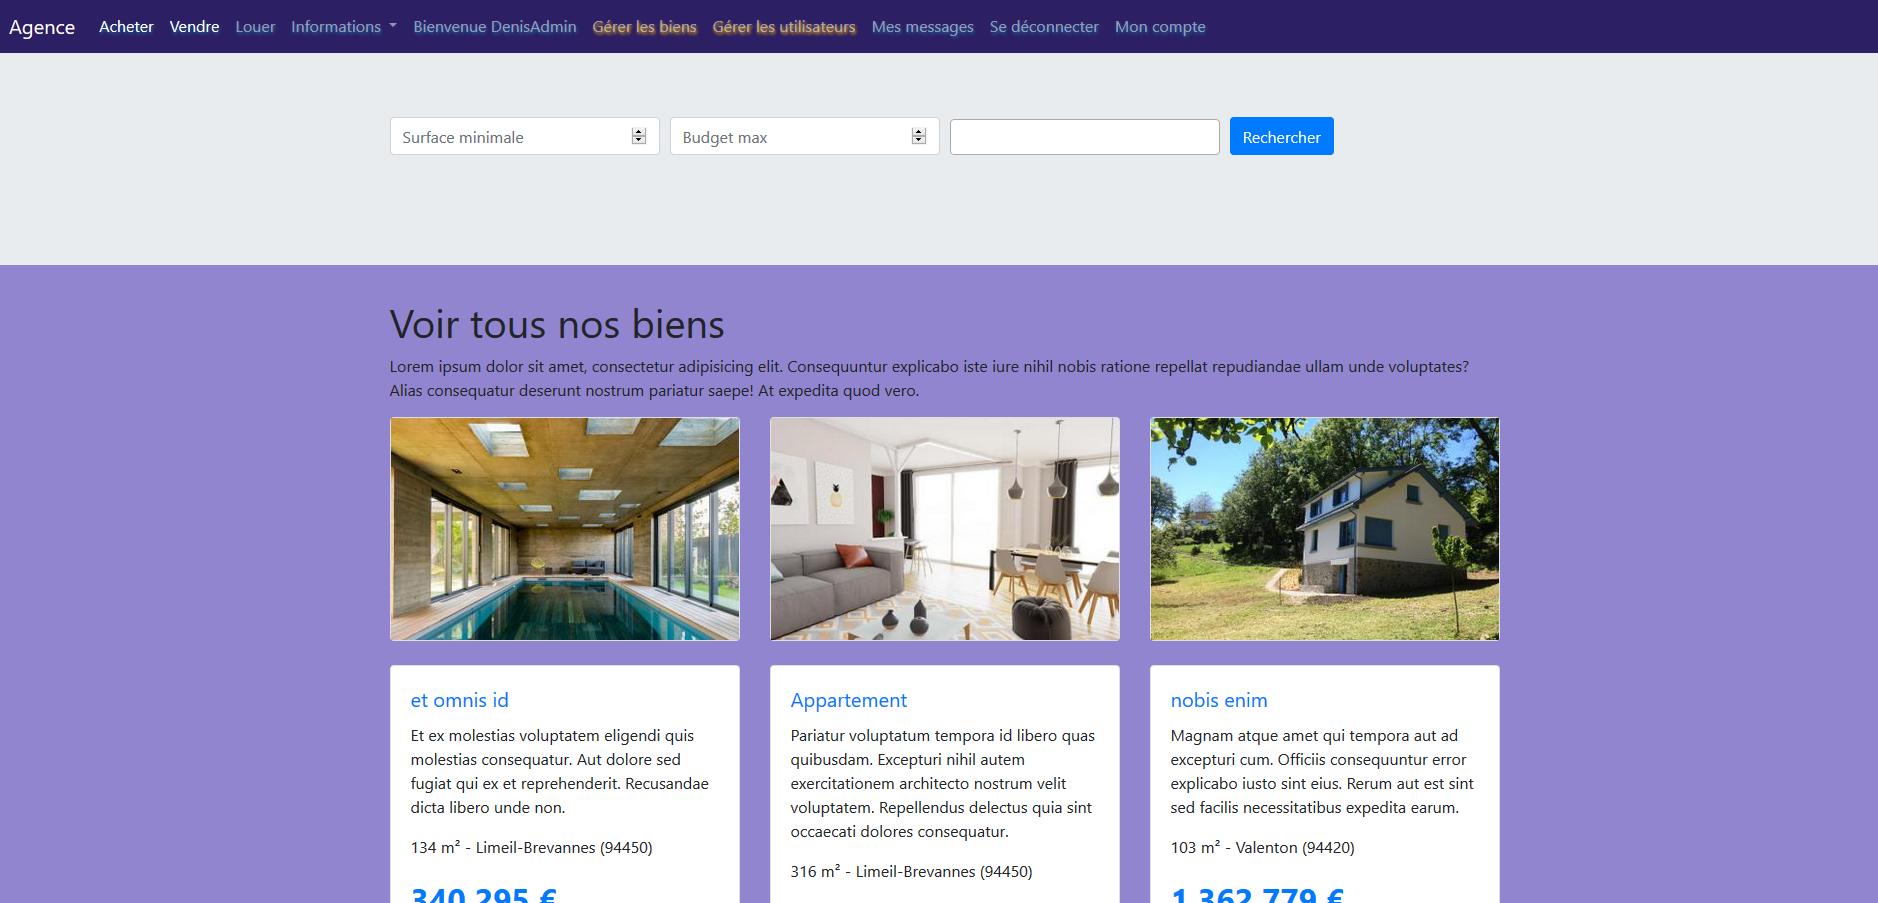 Agence Acheter Vendre Louer Informations Bienvenue DenisAdmin Gérer les biens Gérer les utilisateurs Mes messages Se déconnecter Mon compte
Surface minimale Budget max Rechercher
Voir tous nos biens
Lorem ipsum dolor sit amet, consectetur adipisicing elit. Consequuntur explicabo iste iure nihil nobis ratione repellat repudiandae ullam unde voluptates?
Alias consequatur deserunt nostrum pariatur saepe! At expedita quod vero.
et omnis id
Et ex molestias voluptatem eligendi quis
molestias consequatur. Aut dolore sed
fugiat qui ex et reprehenderit. Recusandae
dicta libero unde non.
134 m² - Limeil-Brevannes (94450)
340 295 €
Appartement
Pariatur voluptatum tempora id libero quas
quibusdam. Excepturi nihil autem
exercitationem architecto nostrum velit
voluptatem. Repellendus delectus quia sint
occaecati dolores consequatur.
316 m² - Limeil-Brevannes (94450)
nobis enim
Magnam atque amet qui tempora aut ad
excepturi cum. Officiis consequuntur error
explicabo iusto sint eius. Rerum aut est sint
sed facilis necessitatibus expedita earum.
103 m² - Valenton (94420)
1 362 779 €